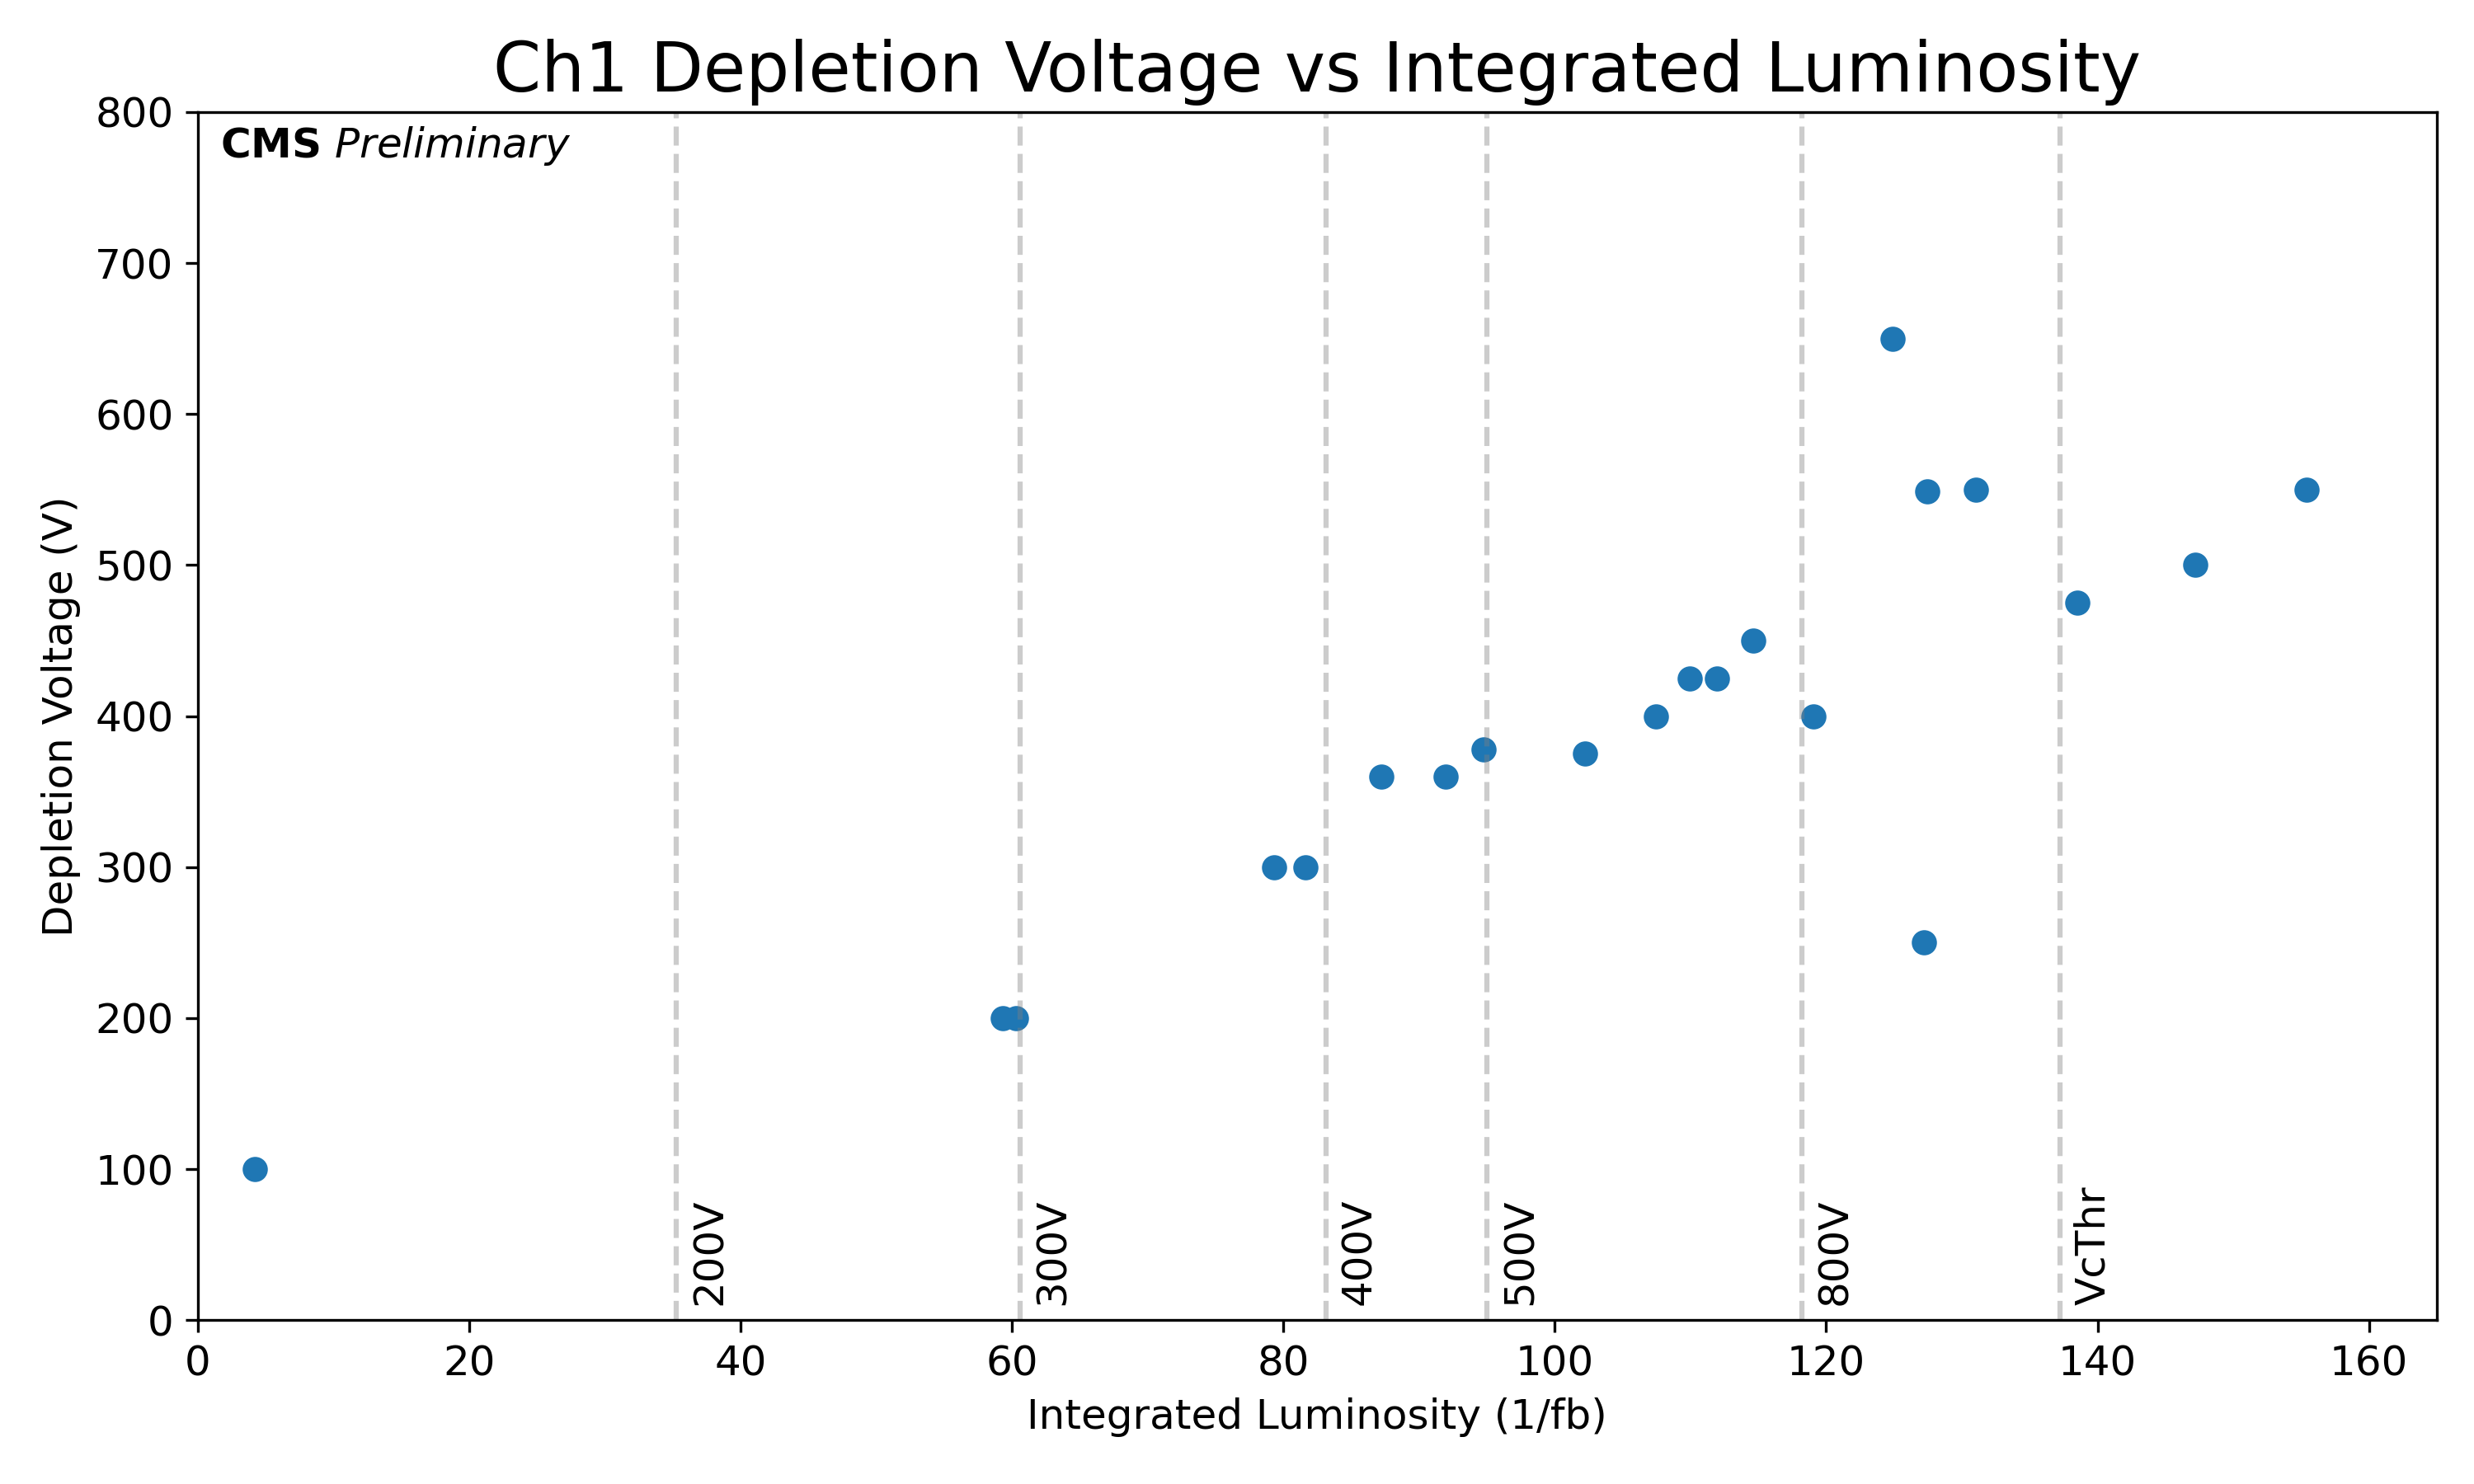 Ch1 Depletion Voltage vs Integrated Luminosity
CMS Preliminary
800
700
600
500
400
300
200
100
0
Depletion Voltage (V)
200V
300V
400V
500V
800V
VcThr
0 20 40 60 80 100 120 140 160
Integrated Luminosity (1/fb)